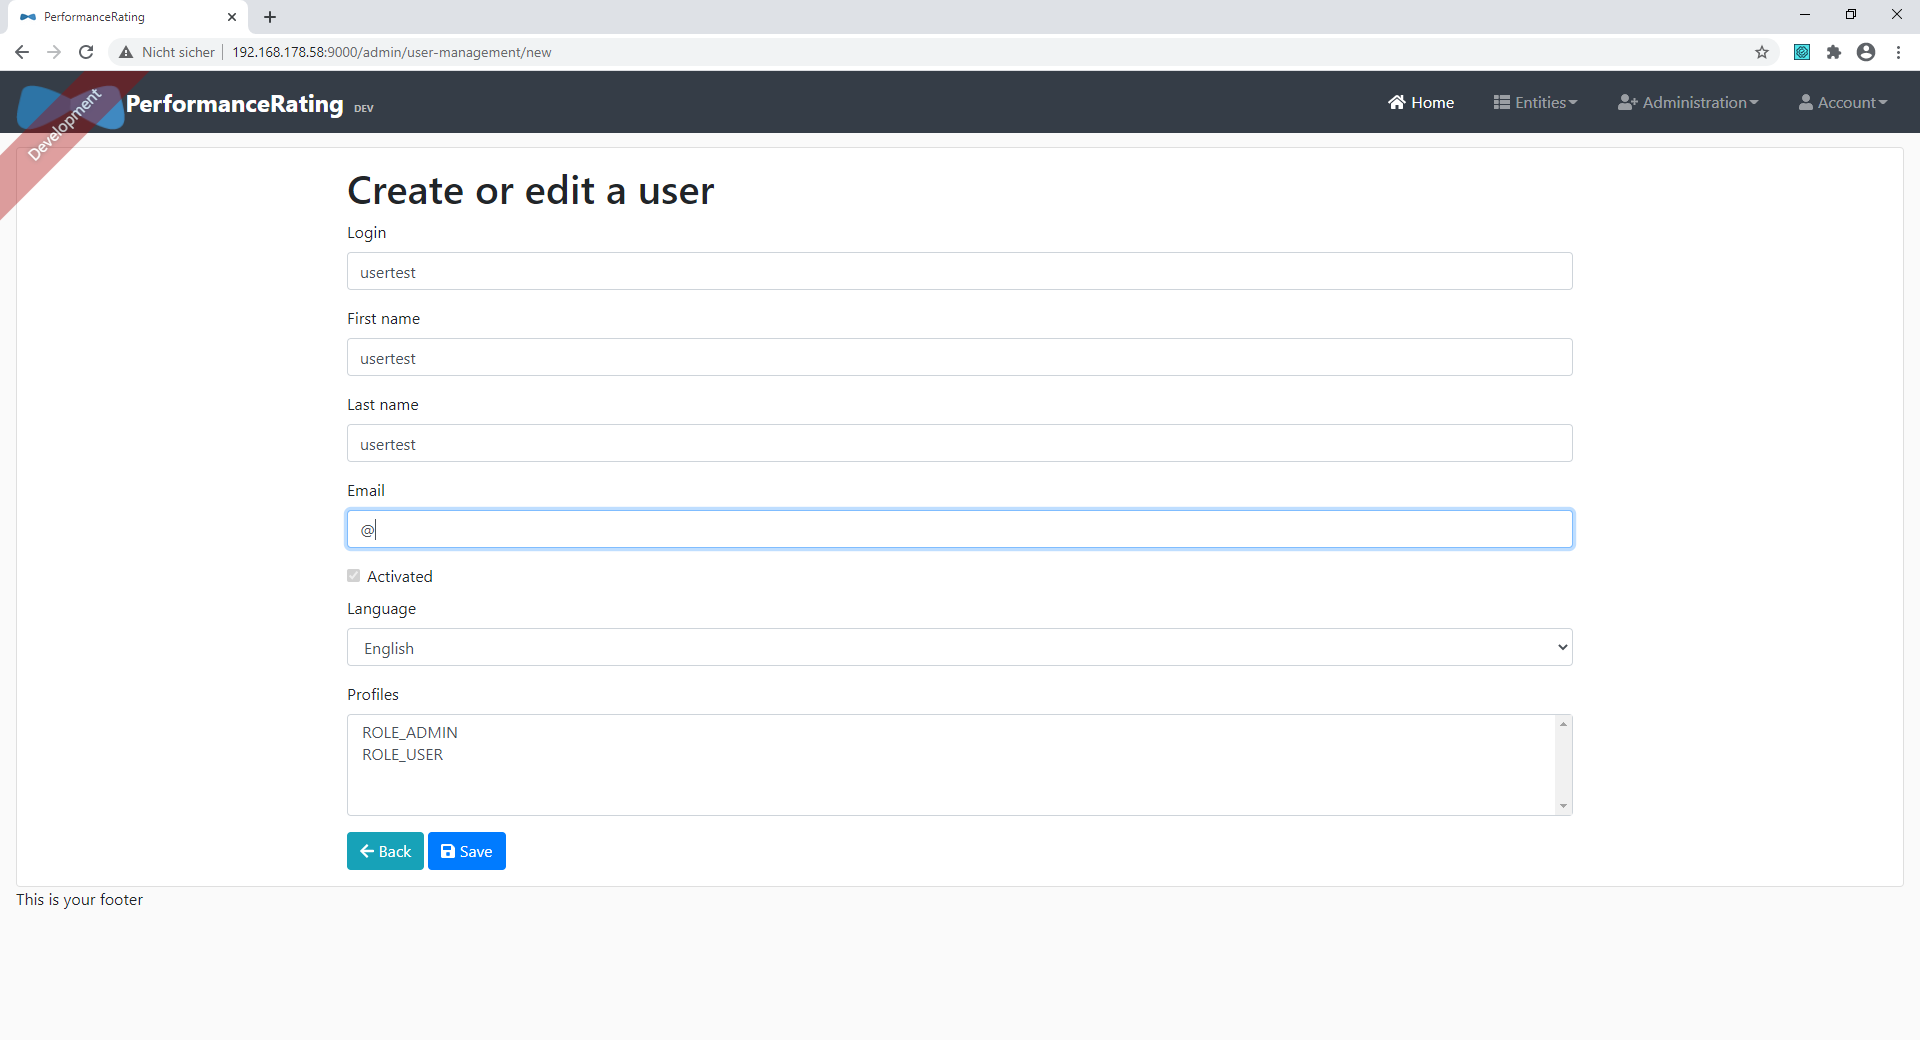 PerformanceRating
Nicht sicher 192.168.178.58:9000/admin/user-management/new
Development
PerformanceRating DEV
Home Entities Administration Account
Create or edit a user
Login
usertest
First name
usertest
Last name
usertest
Email
@
Activated
Language
English
Profiles
ROLE_ADMIN
ROLE_USER
Back Save
This is your footer